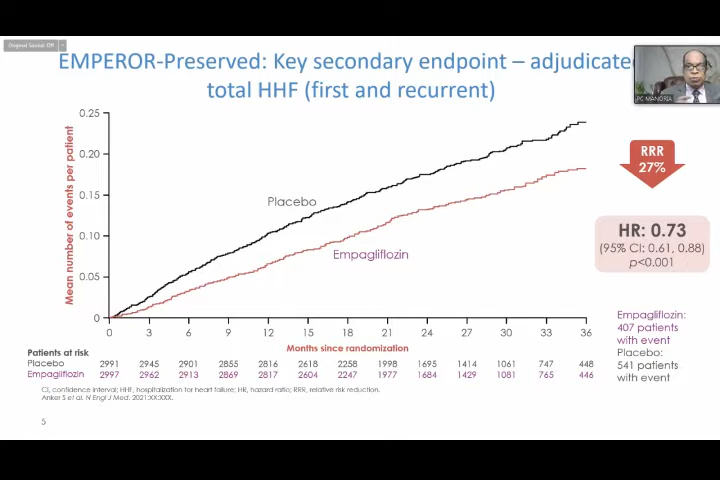 Original Sound: Off
EMPEROR-Preserved: Key secondary endpoint – adjudicated
total HHF (first and recurrent)
PC MANORIA
Mean number of events per patient
0.25
0.20
0.15
0.10
0.05
0
Placebo
Empagliflozin
RRR
27%
HR: 0.73
(95% CI: 0.61, 0.88)
p<0.001
0 3 6 9 12 15 18 21 24 27 30 33 36
Months since randomization
Patients at risk
Placebo 2991 2945 2901 2855 2816 2618 2258 1998 1695 1414 1061 747 448
Empagliflozin 2997 2962 2913 2869 2817 2604 2247 1977 1684 1429 1081 765 446
Empagliflozin:
407 patients
with event
Placebo:
541 patients
with event
CI, confidence interval; HHF, hospitalization for heart failure; HR, hazard ratio; RRR, relative risk reduction.
Anker S et al. N Engl J Med. 2021;XX:XXX.
5